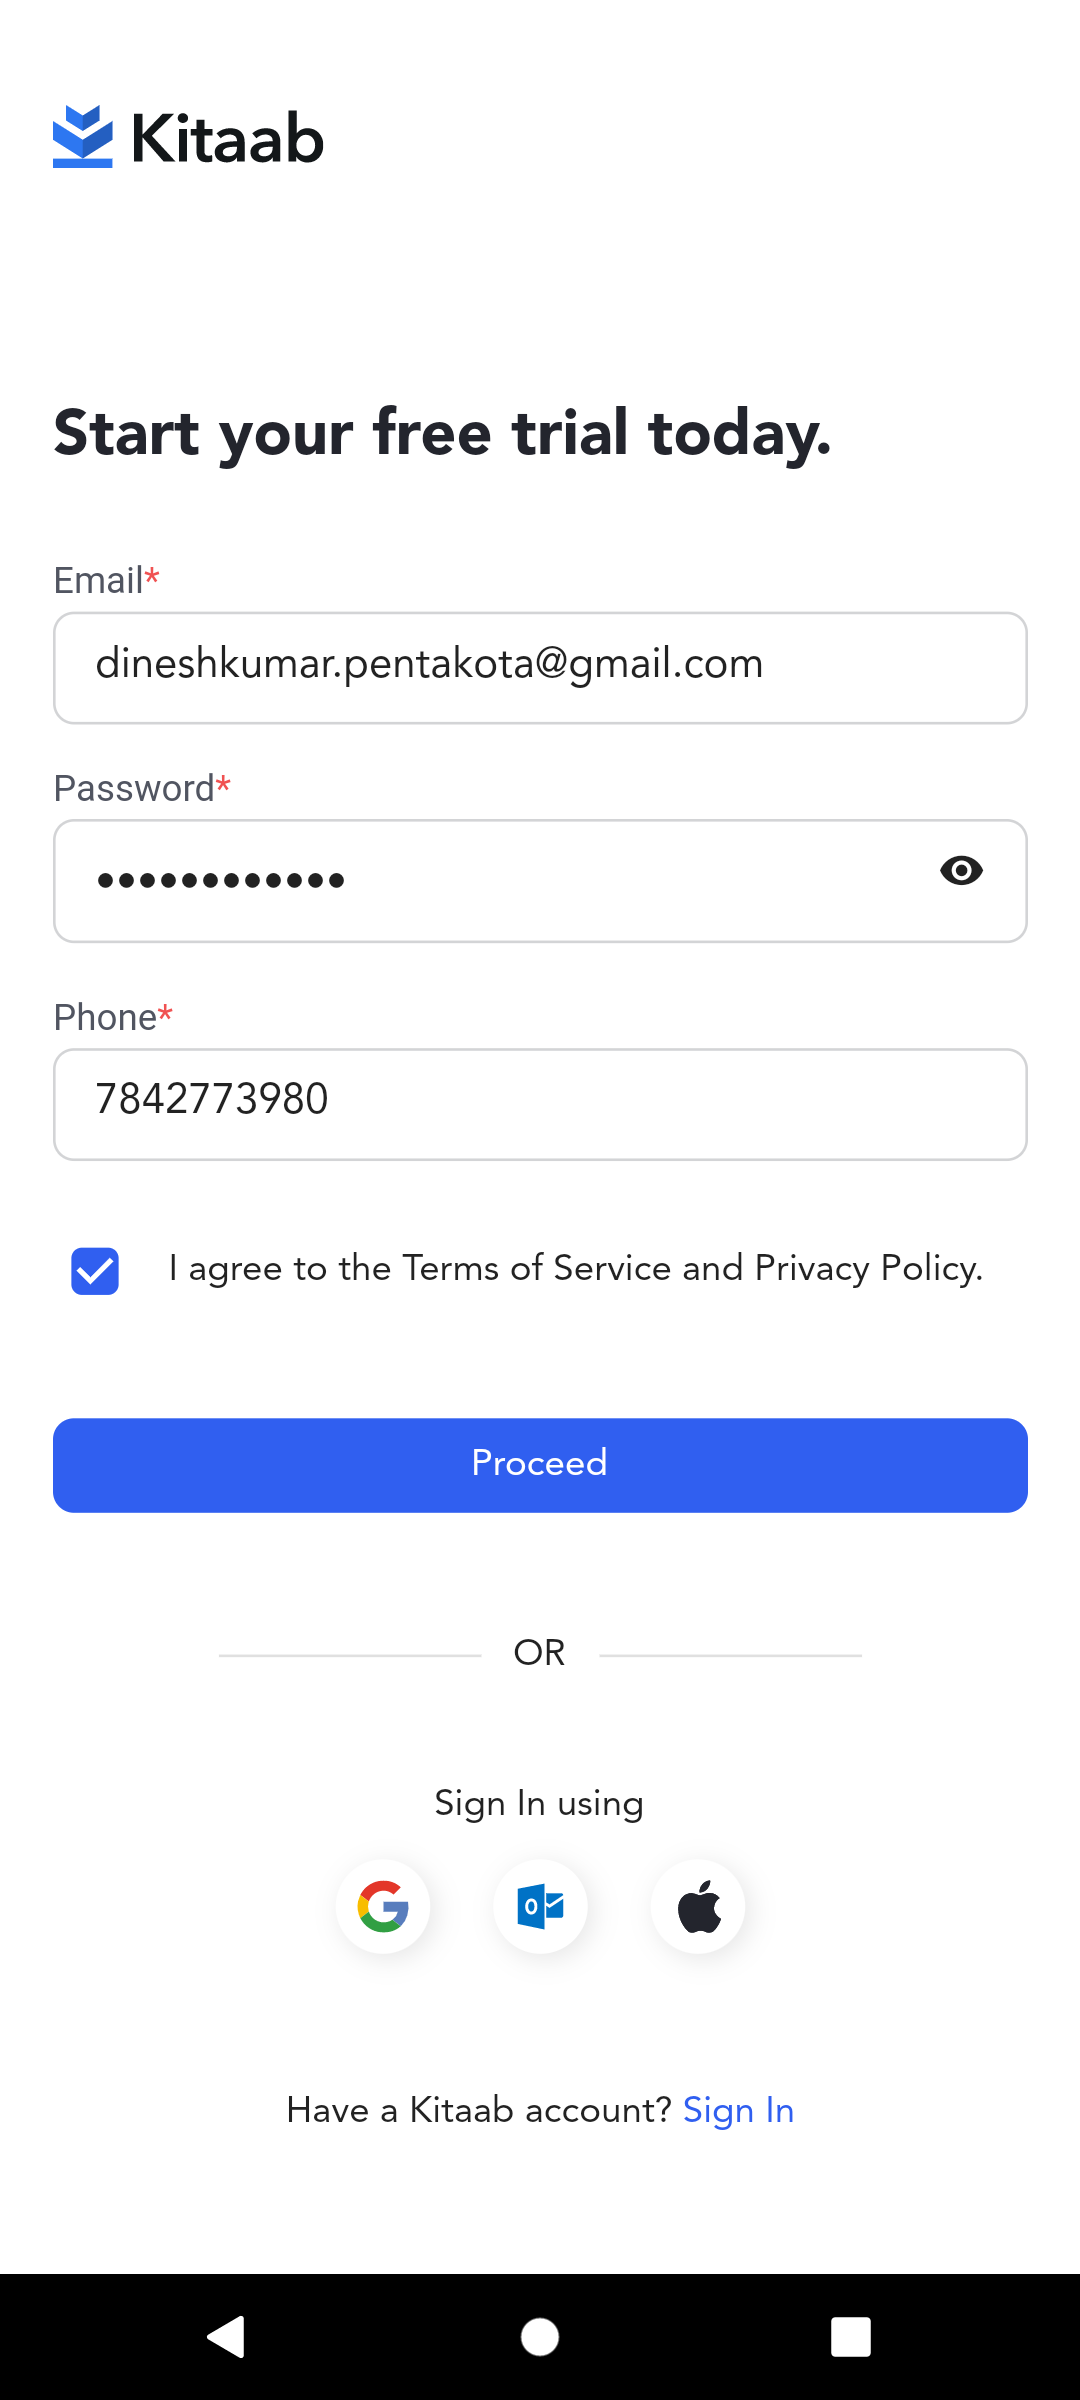 Kitaab
Start your free trial today.
Email*
dineshkumar.pentakota@gmail.com
Password*
••••••••••••
Phone*
7842773980
I agree to the Terms of Service and Privacy Policy.
Proceed
OR
Sign In using
Have a Kitaab account? Sign In